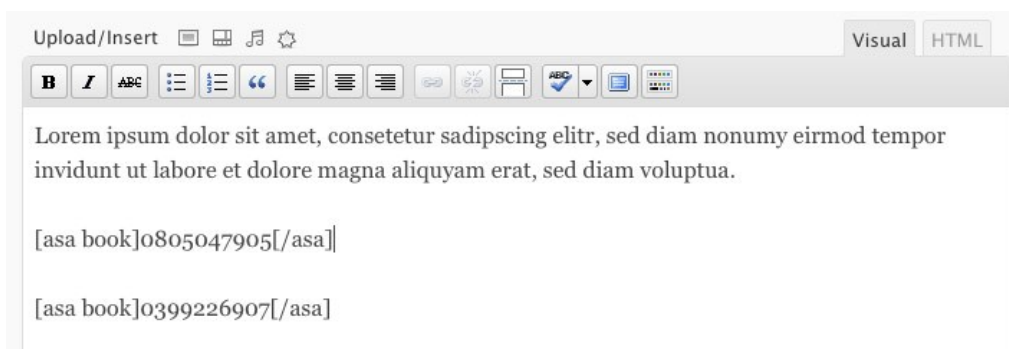 Upload/Insert
Visual HTML
B I ABC ABC
Lorem ipsum dolor sit amet, consetetur sadipscing elitr, sed diam nonumy eirmod tempor
invidunt ut labore et dolore magna aliquyam erat, sed diam voluptua.
[asa book]0805047905[/asa]
[asa book]0399226907[/asa]